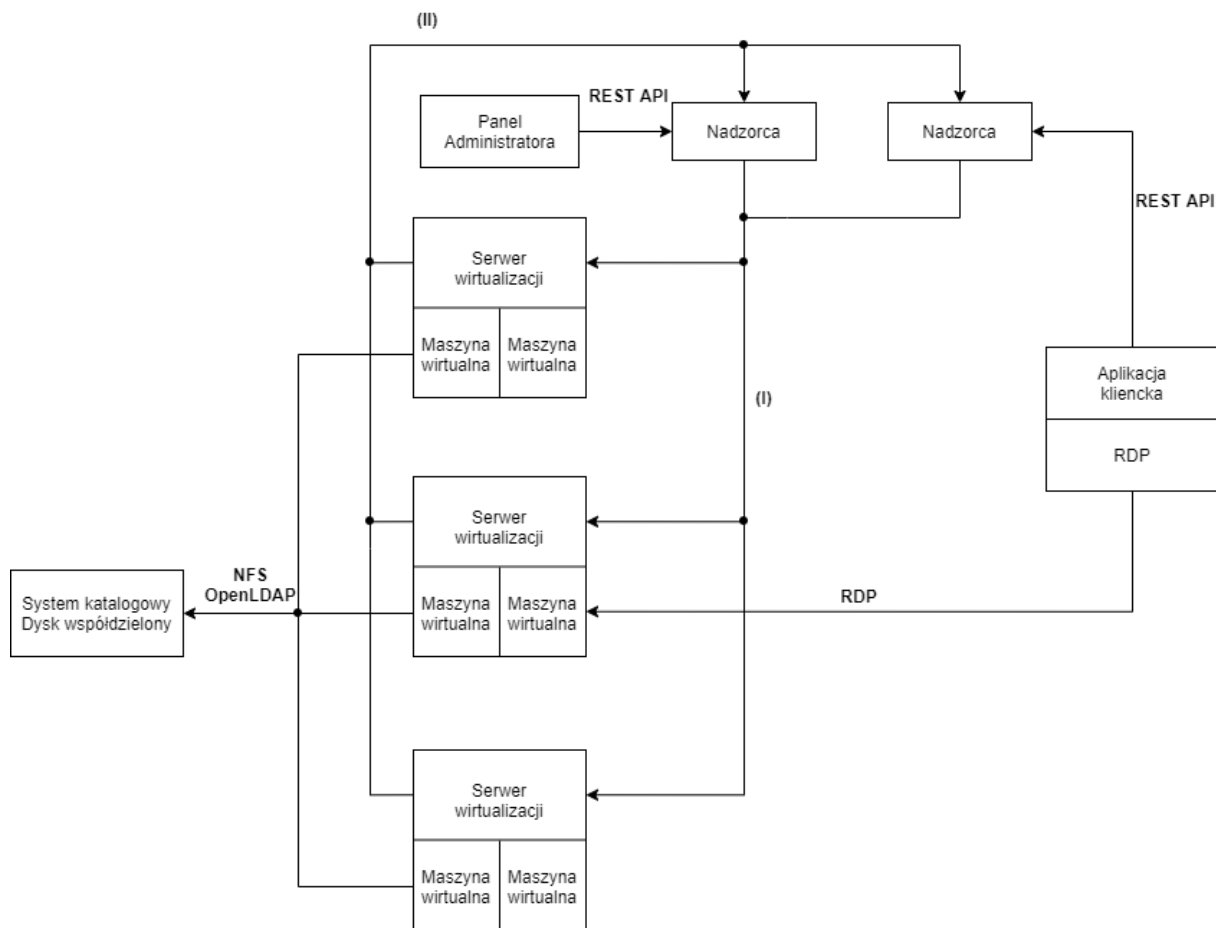 (II)
REST API
Panel
Administratora
Nadzorca
Nadzorca
REST API
Serwer
wirtualizacji
Maszyna
wirtualna
Maszyna
wirtualna
Aplikacja
kliencka
(I)
RDP
Serwer
wirtualizacji
NFS
OpenLDAP
System katalogowy
Dysk współdzielony
Maszyna
wirtualna
Maszyna
wirtualna
RDP
Serwer
wirtualizacji
Maszyna
wirtualna
Maszyna
wirtualna